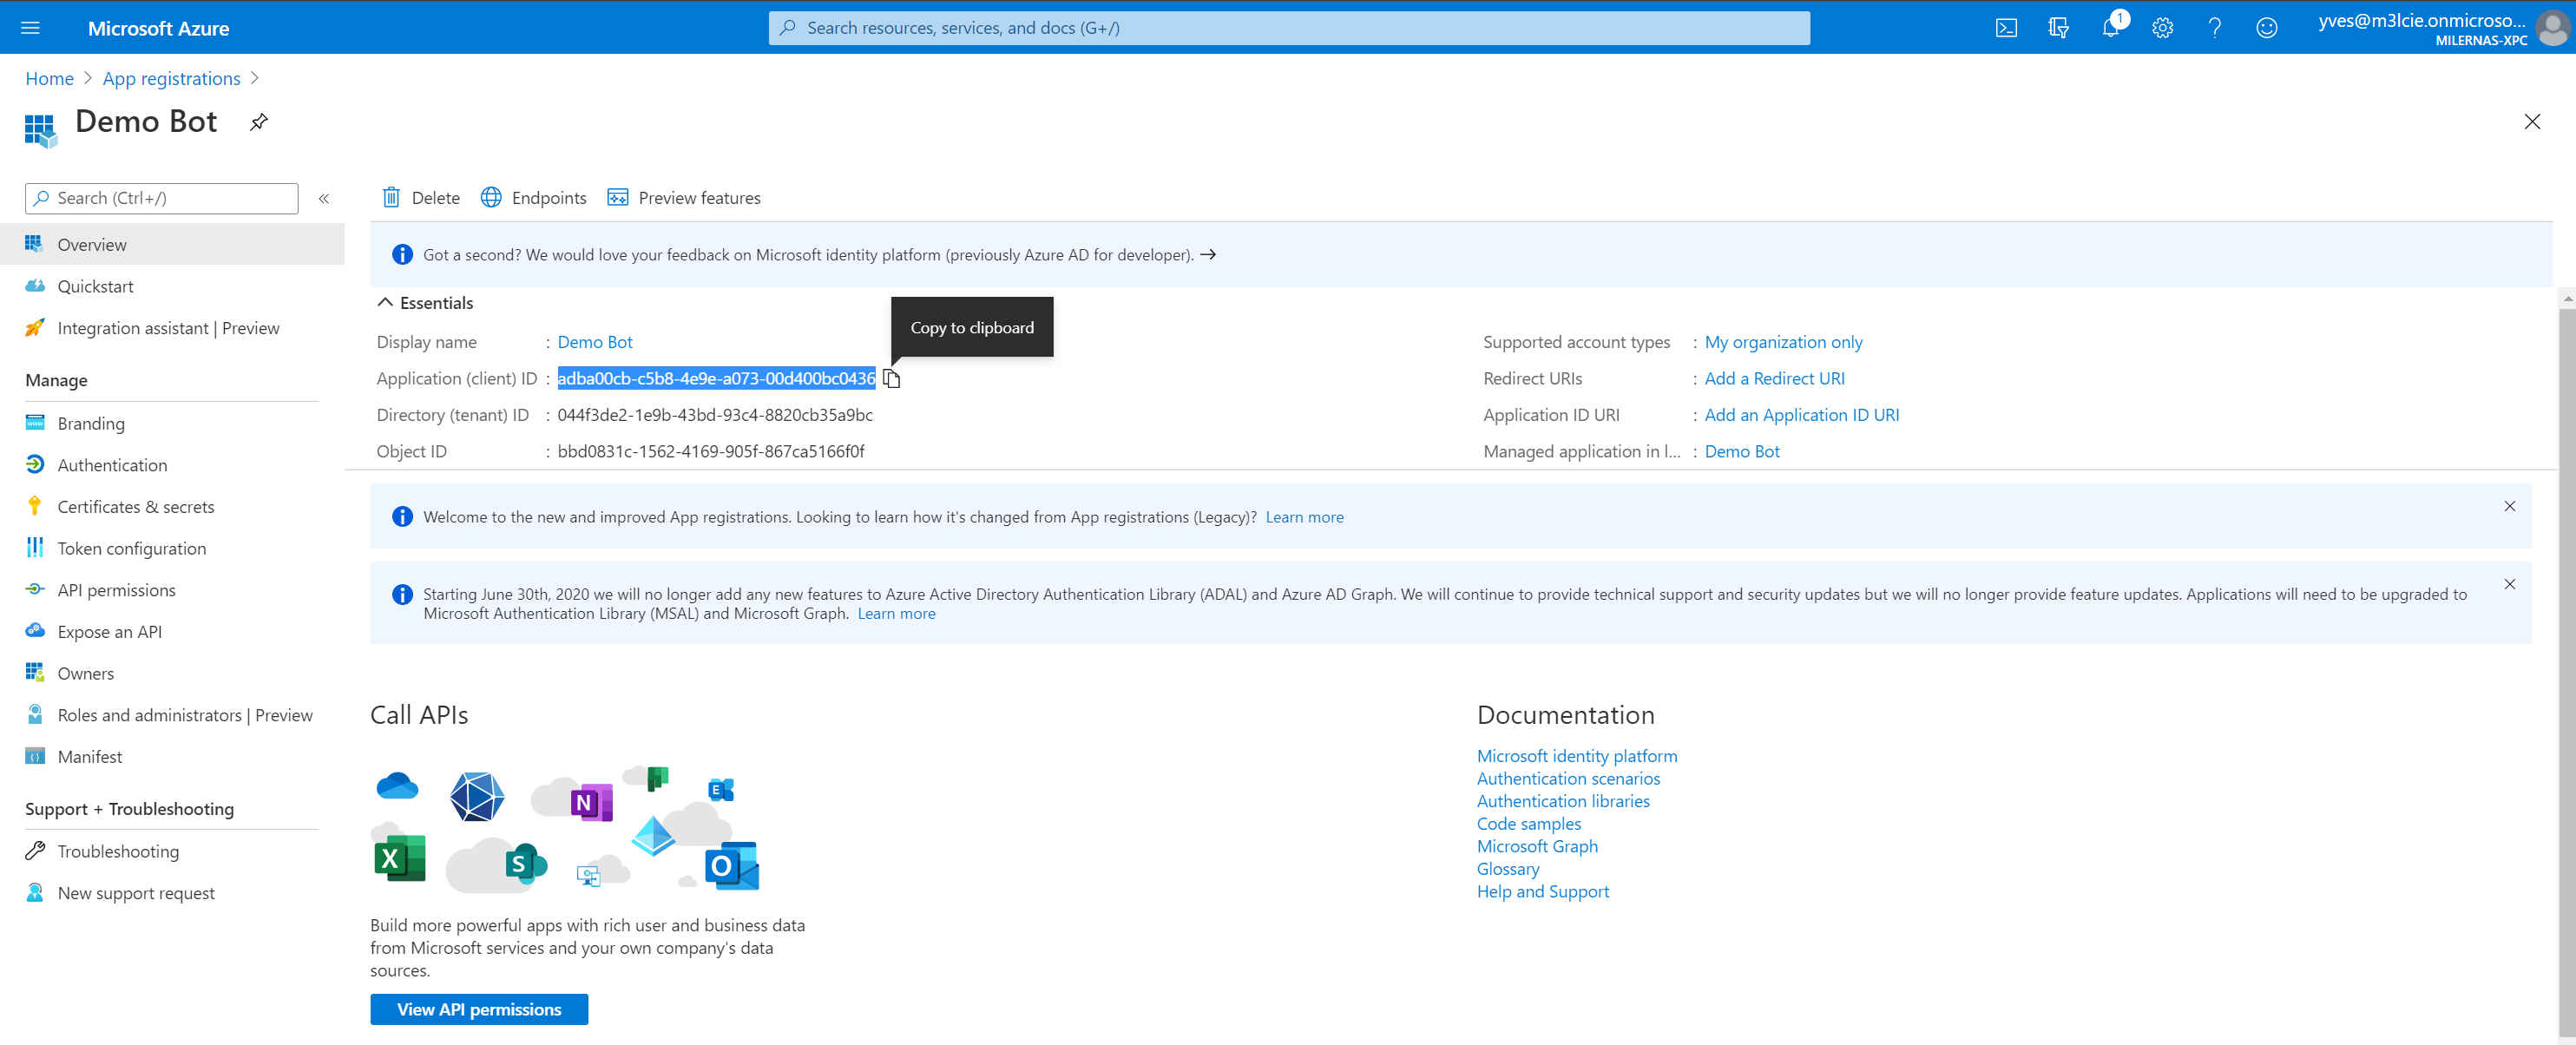 Microsoft Azure
Search resources, services, and docs (G+/)
1
yves@m3lcie.onmicroso...
MILERNAS-XPC
Home > App registrations >
Demo Bot
Search (Ctrl+/)
«
Overview
Quickstart
Integration assistant | Preview
Manage
Branding
Authentication
Certificates & secrets
Token configuration
API permissions
Expose an API
Owners
Roles and administrators | Preview
Manifest
Support + Troubleshooting
Troubleshooting
New support request
Delete
Endpoints
Preview features
Got a second? We would love your feedback on Microsoft identity platform (previously Azure AD for developer). →
Essentials
Copy to clipboard
Display name : Demo Bot
Application (client) ID : adba00cb-c5b8-4e9e-a073-00d400bc0436
Directory (tenant) ID : 044f3de2-1e9b-43bd-93c4-8820cb35a9bc
Object ID : bbd0831c-1562-4169-905f-867ca5166f0f
Supported account types : My organization only
Redirect URIs : Add a Redirect URI
Application ID URI : Add an Application ID URI
Managed application in l... : Demo Bot
Welcome to the new and improved App registrations. Looking to learn how it's changed from App registrations (Legacy)? Learn more
Starting June 30th, 2020 we will no longer add any new features to Azure Active Directory Authentication Library (ADAL) and Azure AD Graph. We will continue to provide technical support and security updates but we will no longer provide feature updates. Applications will need to be upgraded to
Microsoft Authentication Library (MSAL) and Microsoft Graph. Learn more
Call APIs
N
E
X
S
O
Build more powerful apps with rich user and business data
from Microsoft services and your own company's data
sources.
View API permissions
Documentation
Microsoft identity platform
Authentication scenarios
Authentication libraries
Code samples
Microsoft Graph
Glossary
Help and Support